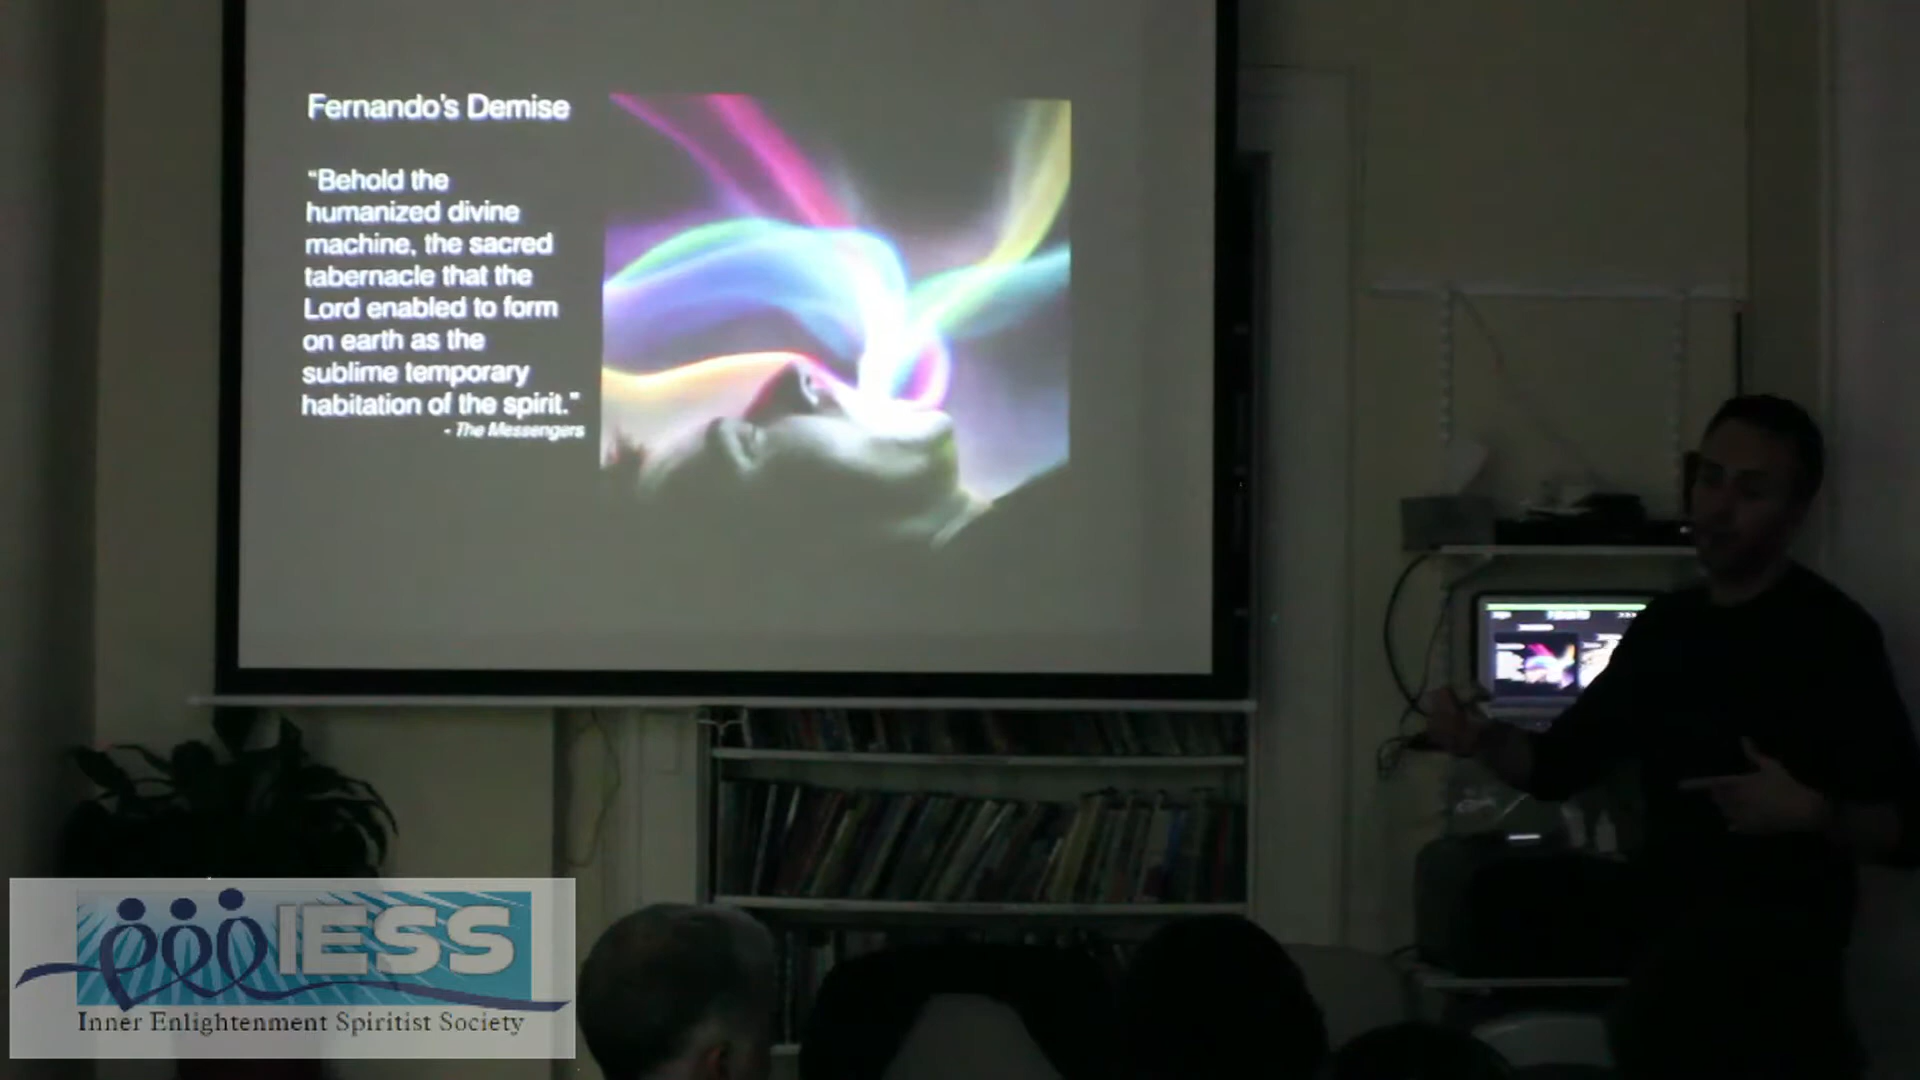 Fernando's Demise
"Behold the
humanized divine
machine, the sacred
tabernacle that the
Lord enabled to form
on earth as the
sublime temporary
habitation of the spirit."
- The Messengers
IESS
Inner Enlightenment Spiritist Society